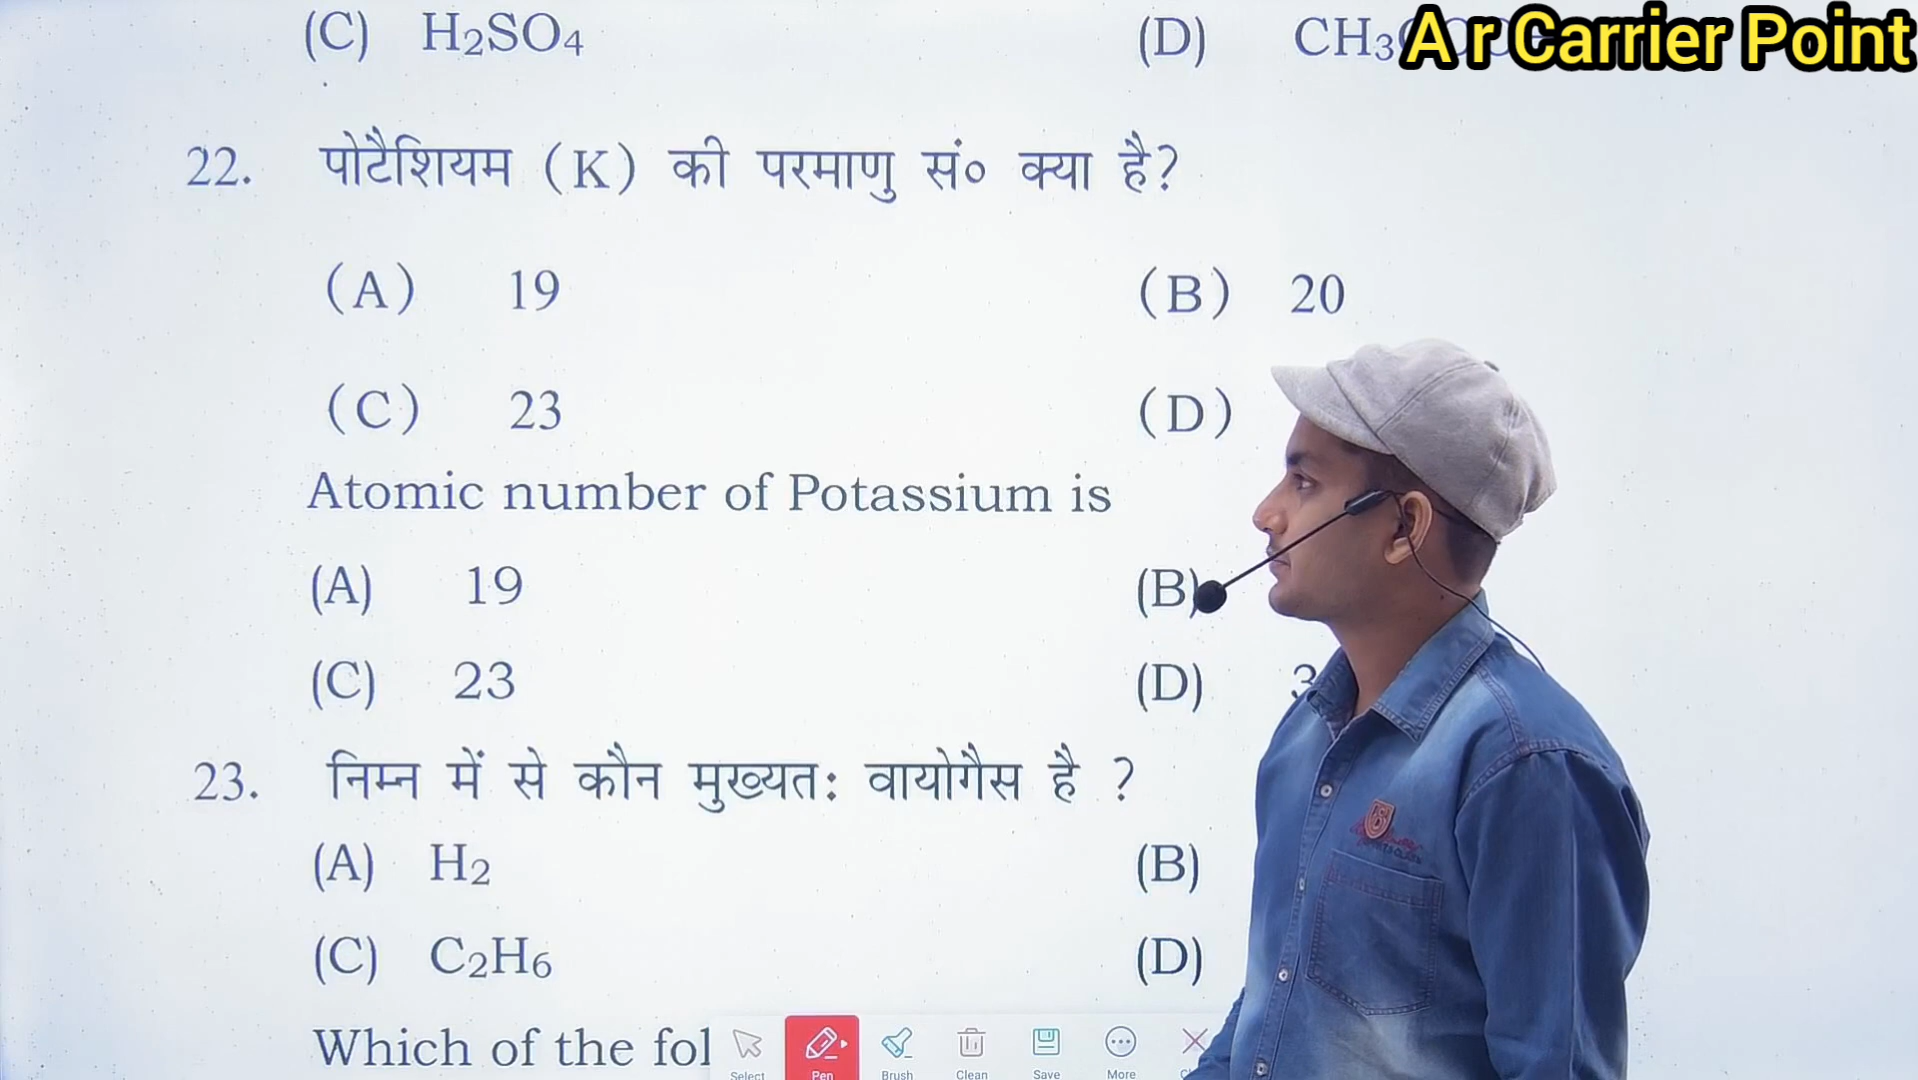 (C) H₂SO₄ (D) CH₃
A r Carrier Point
22. पोटैशियम (K) की परमाणु सं० क्या है?
(A) 19 (B) 20
(C) 23 (D)
Atomic number of Potassium is
(A) 19 (B)
(C) 23 (D) 3
23. निम्न में से कौन मुख्यतः वायोगैस है ?
(A) H₂ (B)
(C) C₂H₆ (D)
Which of the fol
Select Pen Brush Clean Save More